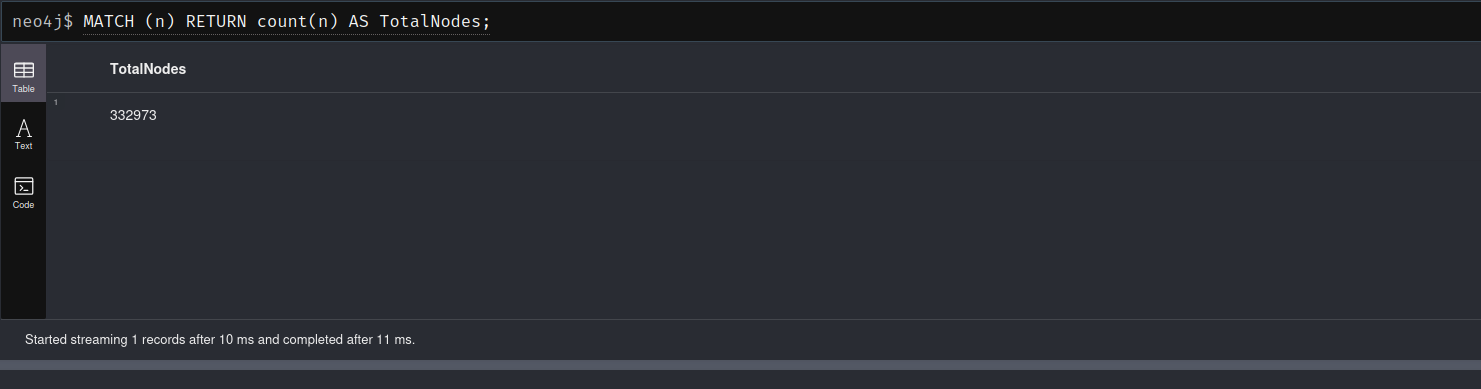 neo4j$ MATCH (n) RETURN count(n) AS TotalNodes;
Table
TotalNodes
1
332973
Text
Code
Started streaming 1 records after 10 ms and completed after 11 ms.